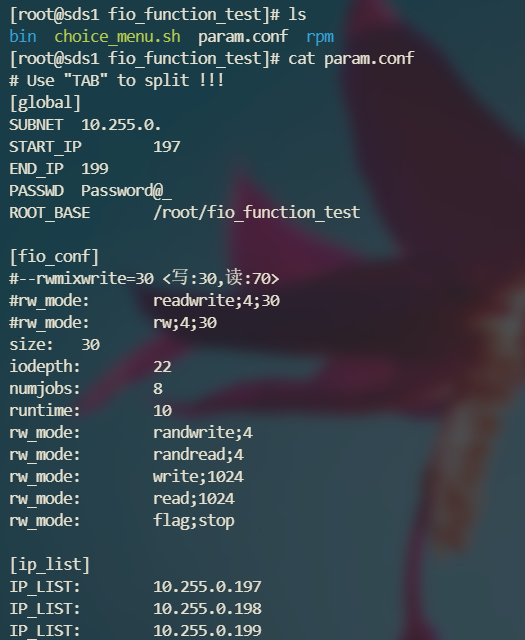 [root@sds1 fio_function_test]# ls
bin  choice_menu.sh  param.conf  rpm
[root@sds1 fio_function_test]# cat param.conf
# Use "TAB" to split !!!
[global]
SUBNET  10.255.0.
START_IP        197
END_IP  199
PASSWD  Password@_
ROOT_BASE       /root/fio_function_test
[fio_conf]
#--rwmixwrite=30 <写:30,读:70>
#rw_mode:       readwrite;4;30
#rw_mode:       rw;4;30
size:   30
iodepth:        22
numjobs:        8
runtime:        10
rw_mode:        randwrite;4
rw_mode:        randread;4
rw_mode:        write;1024
rw_mode:        read;1024
rw_mode:        flag;stop
[ip_list]
IP_LIST:        10.255.0.197
IP_LIST:        10.255.0.198
IP_LIST:        10.255.0.199